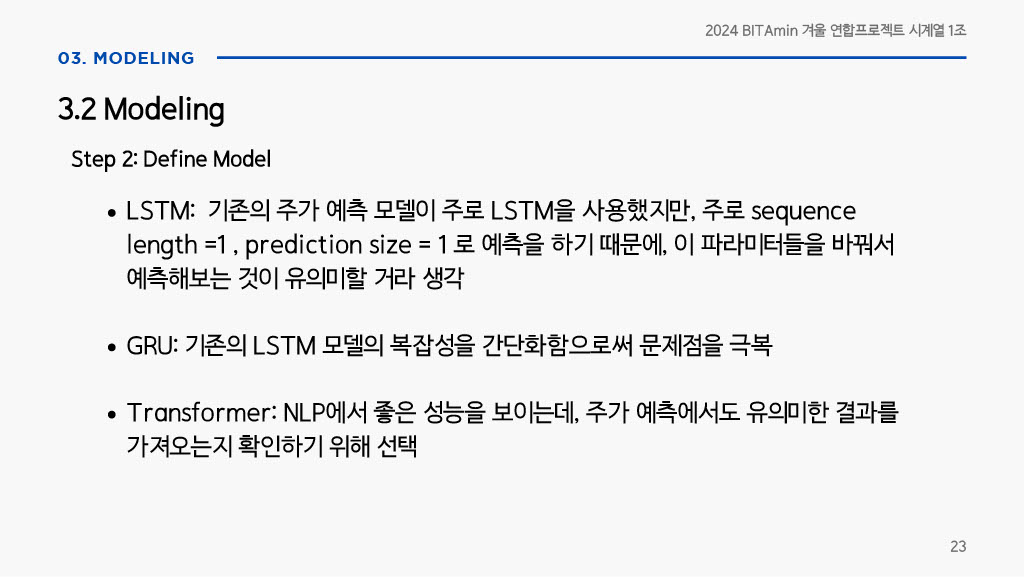 2024 BITAmin 겨울 연합프로젝트 시계열 1조
03. MODELING
3.2 Modeling
Step 2: Define Model
• LSTM: 기존의 주가 예측 모델이 주로 LSTM을 사용했지만, 주로 sequence
length =1 , prediction size = 1 로 예측을 하기 때문에, 이 파라미터들을 바꿔서
예측해보는 것이 유의미할 거라 생각
• GRU: 기존의 LSTM 모델의 복잡성을 간단화함으로써 문제점을 극복
• Transformer: NLP에서 좋은 성능을 보이는데, 주가 예측에서도 유의미한 결과를
가져오는지 확인하기 위해 선택
23